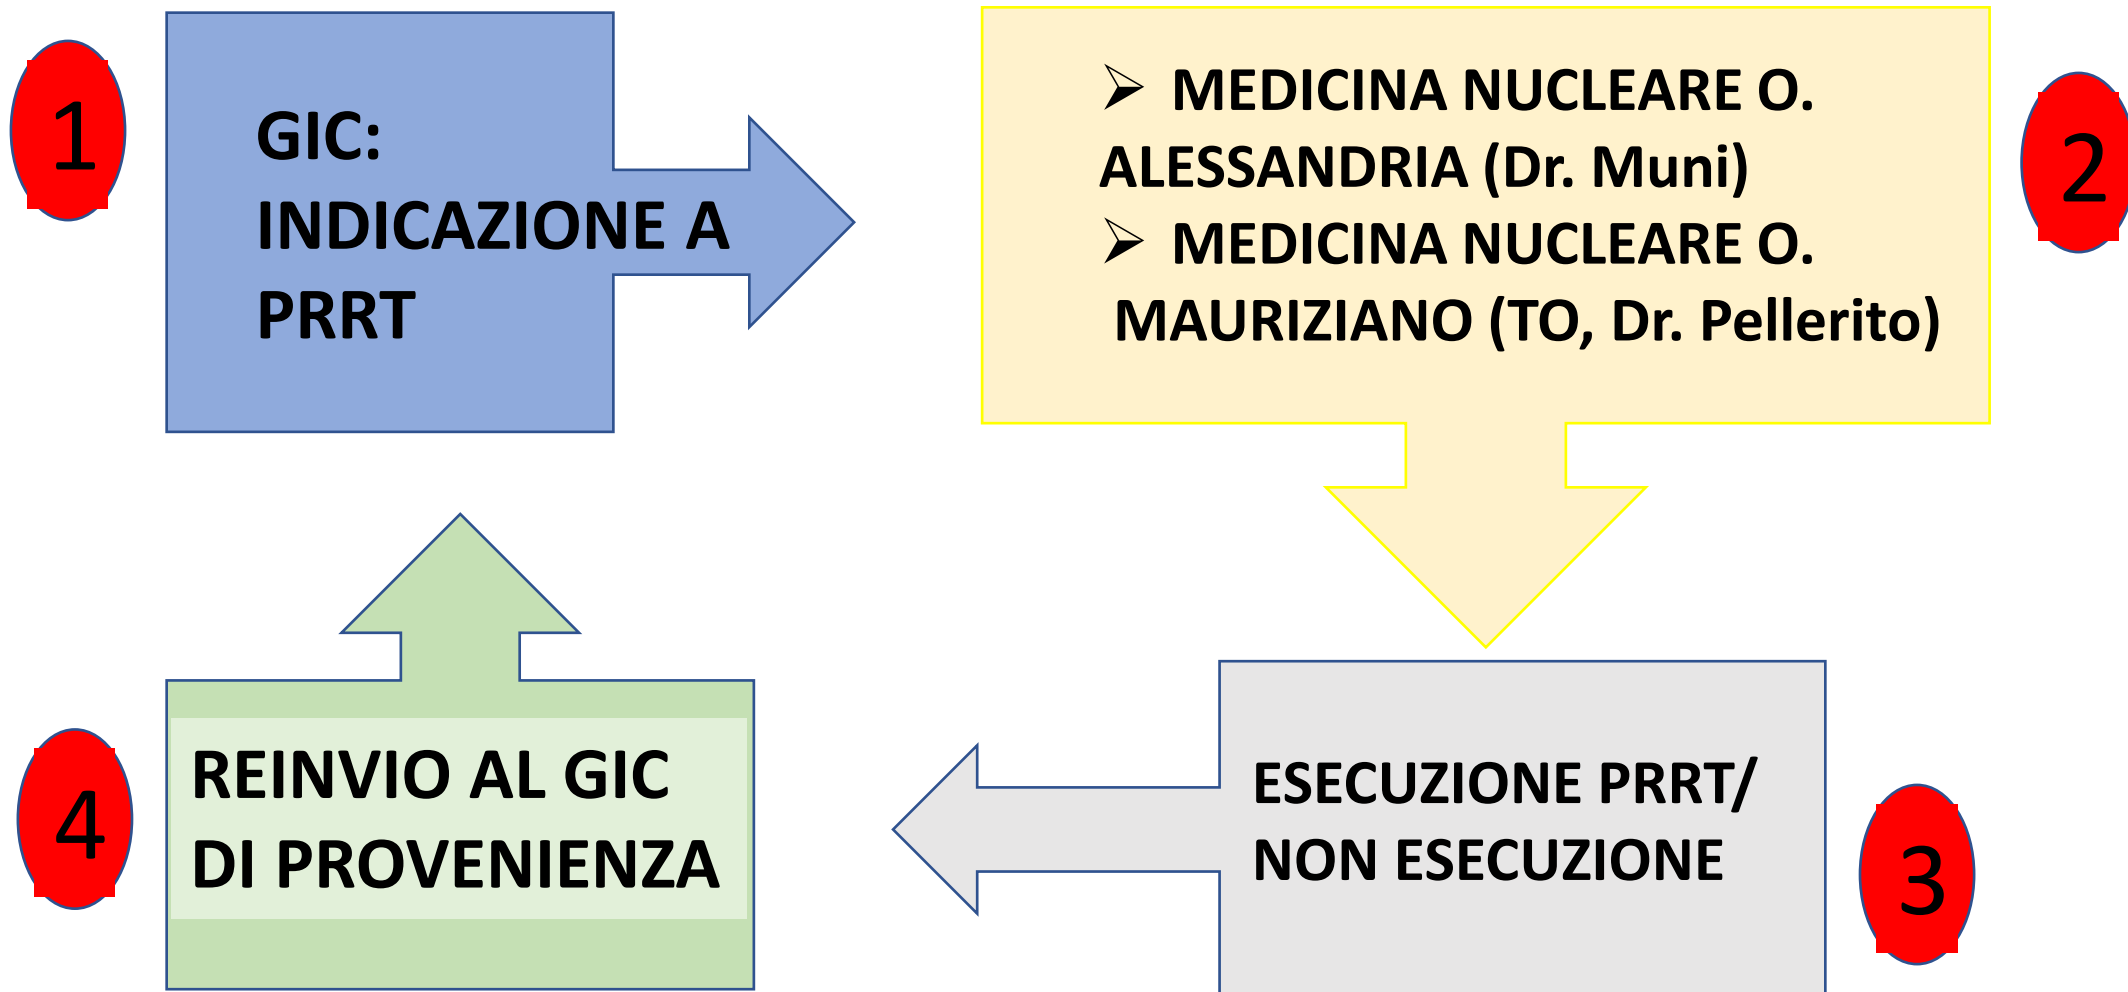 1
GIC:
INDICAZIONE A
PRRT
➢ MEDICINA NUCLEARE O.
ALESSANDRIA (Dr. Muni)
➢ MEDICINA NUCLEARE O.
MAURIZIANO (TO, Dr. Pellerito)
2
ESECUZIONE PRRT/
NON ESECUZIONE
3
REINVIO AL GIC
DI PROVENIENZA
4